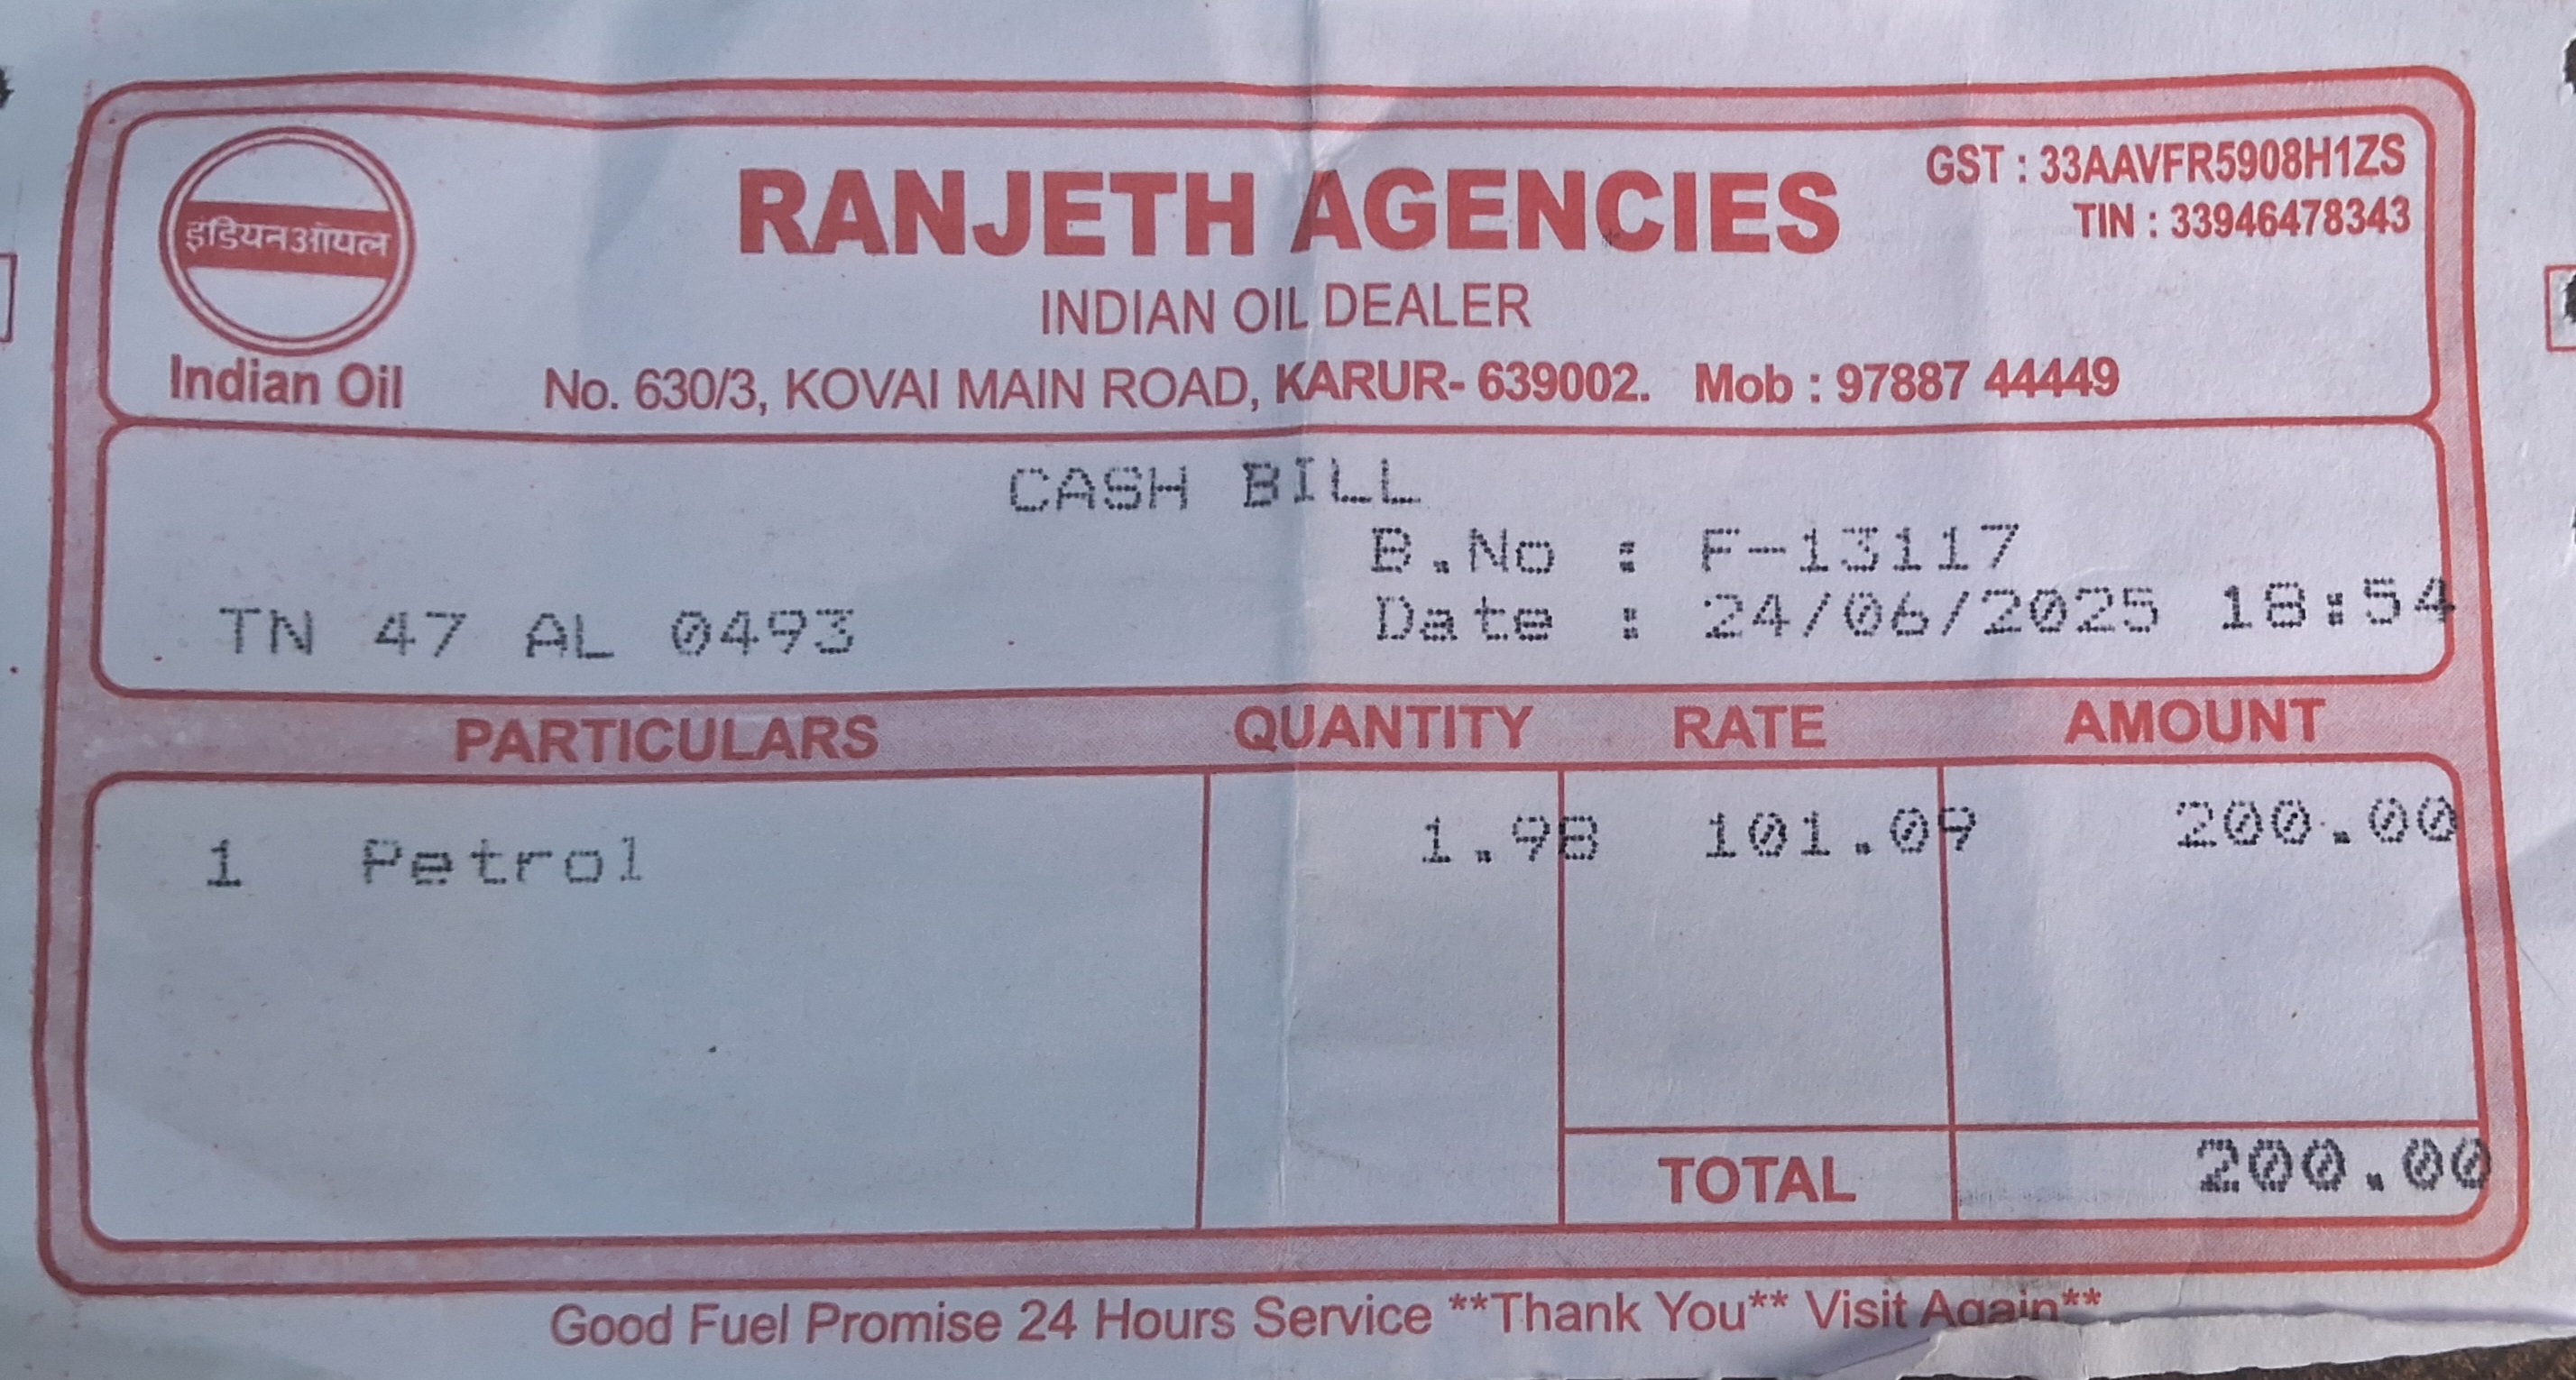 GST : 33AAVFR5908H1ZS
TIN : 33946478343
इंडियनऑयल
Indian Oil
RANJETH AGENCIES
INDIAN OIL DEALER
No. 630/3, KOVAI MAIN ROAD, KARUR- 639002. Mob : 97887 44449
CASH BILL
B.No : F-13117
TN 47 AL 0493 Date : 24/06/2025 18:54
PARTICULARS QUANTITY RATE AMOUNT
1 Petrol 1.98 101.09 200.00
TOTAL 200.00
Good Fuel Promise 24 Hours Service **Thank You** Visit Again**